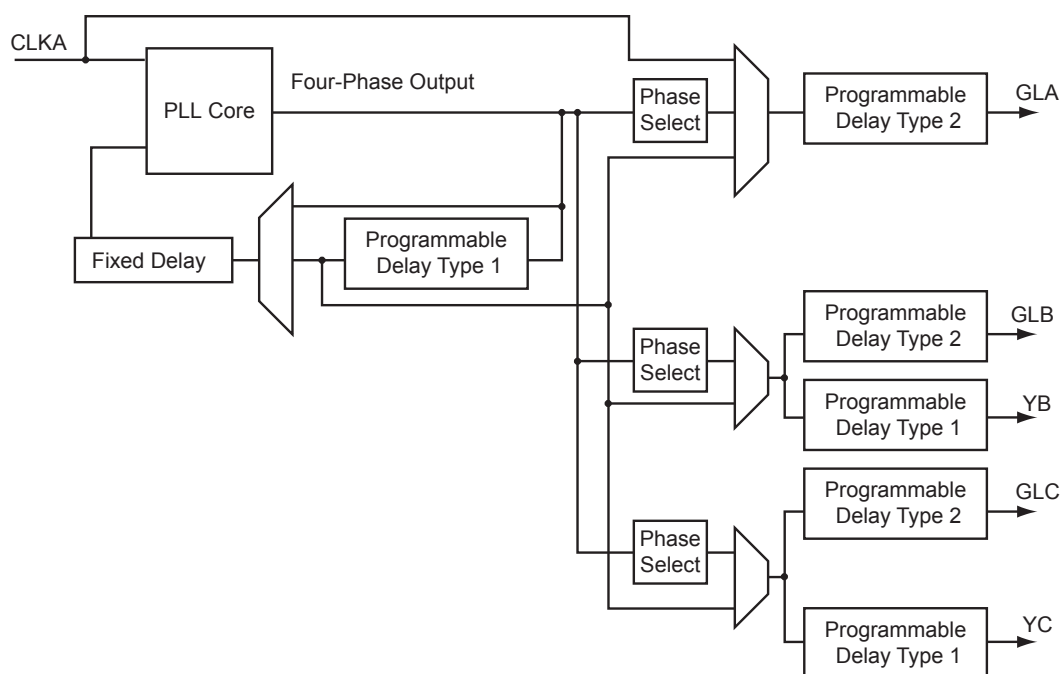 CLKA
Four-Phase Output
PLL Core
Phase
Select
Programmable
Delay Type 2
GLA
Fixed Delay
Programmable
Delay Type 1
Phase
Select
Programmable
Delay Type 2
GLB
Programmable
Delay Type 1
YB
Phase
Select
Programmable
Delay Type 2
GLC
Programmable
Delay Type 1
YC